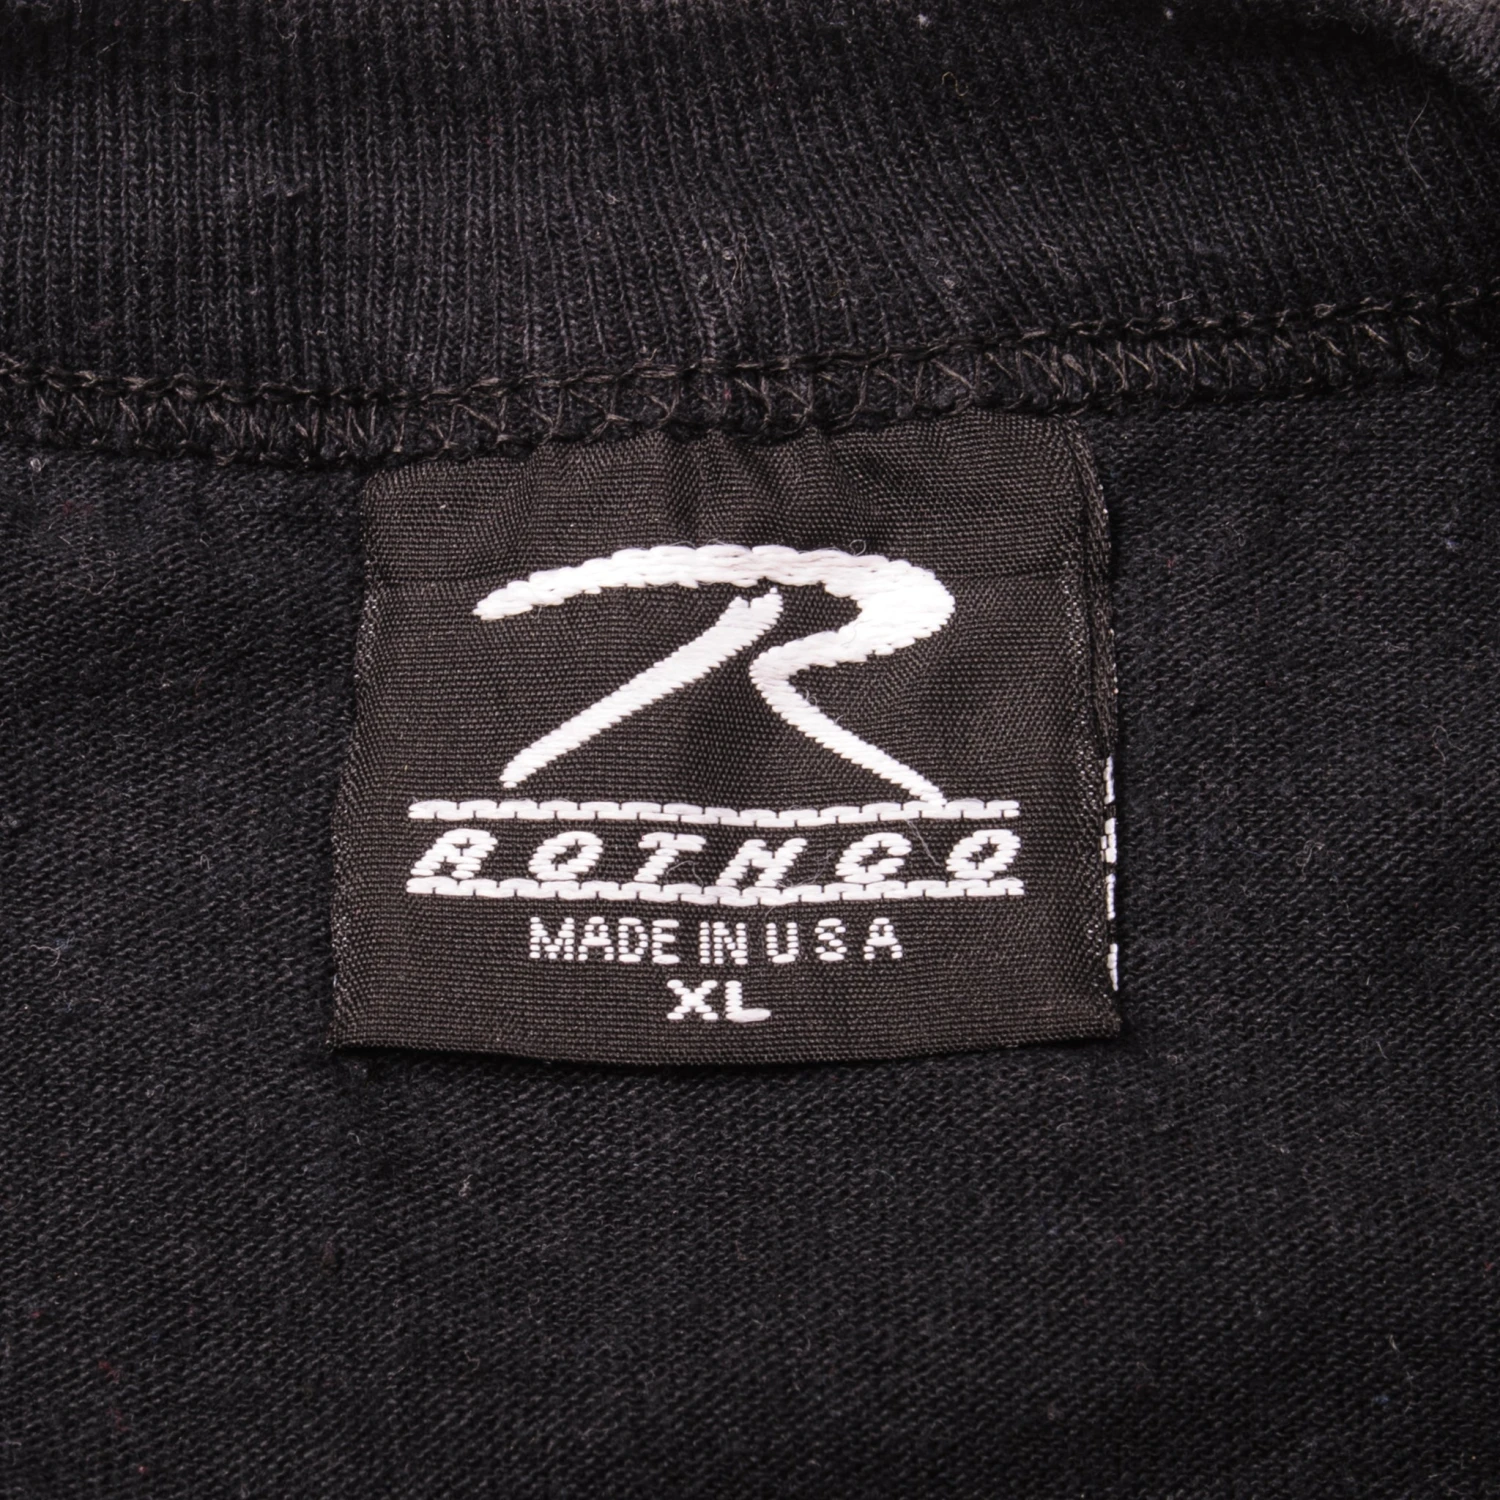 R
ROTHCO
MADE IN U S A
XL